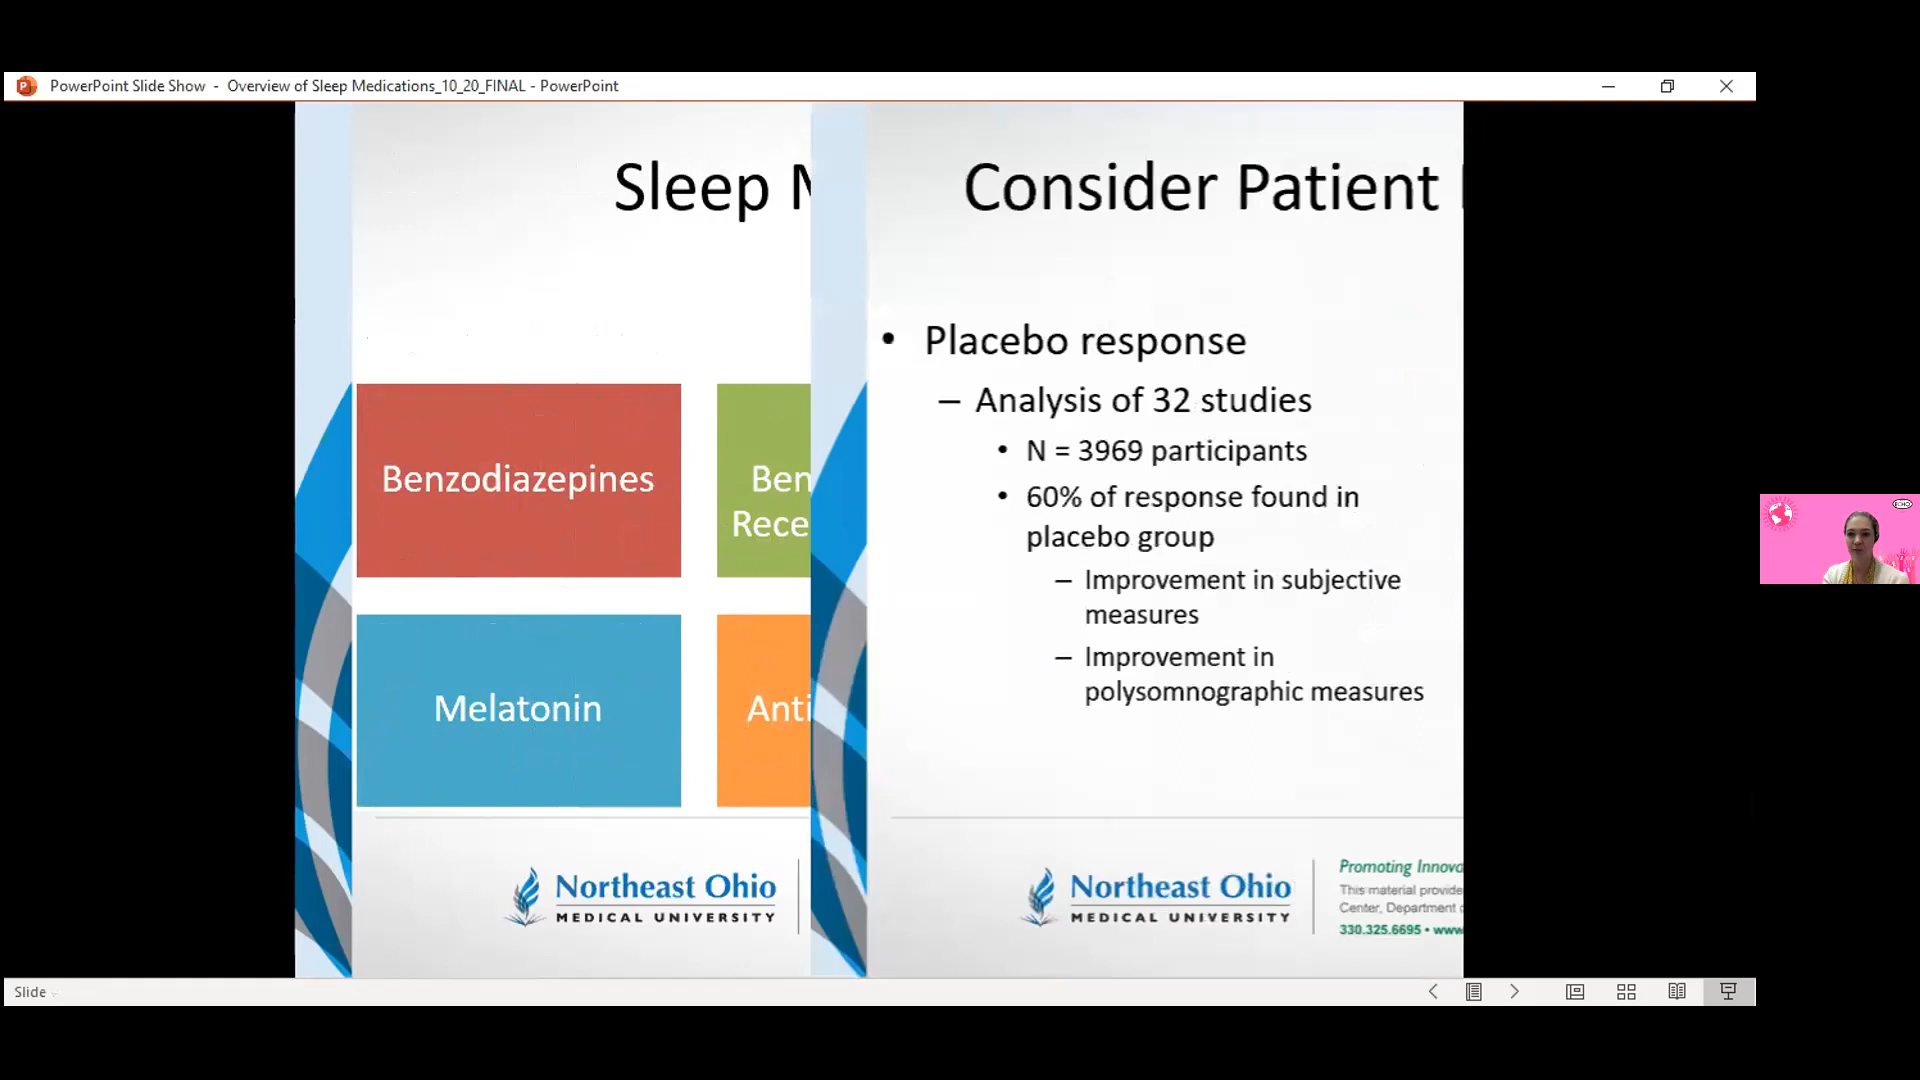 PowerPoint Slide Show - Overview of Sleep Medications_10_20_FINAL - PowerPoint
Sleep
Benzodiazepines
Ben
Rece
Melatonin
Anti
Northeast Ohio
MEDICAL UNIVERSITY
Consider Patient
• Placebo response
– Analysis of 32 studies
• N = 3969 participants
• 60% of response found in
placebo group
– Improvement in subjective
measures
– Improvement in
polysomnographic measures
Northeast Ohio
MEDICAL UNIVERSITY
Promoting Innova
This material provide
Center, Department
330.325.6695 • www
Slide
ECHO